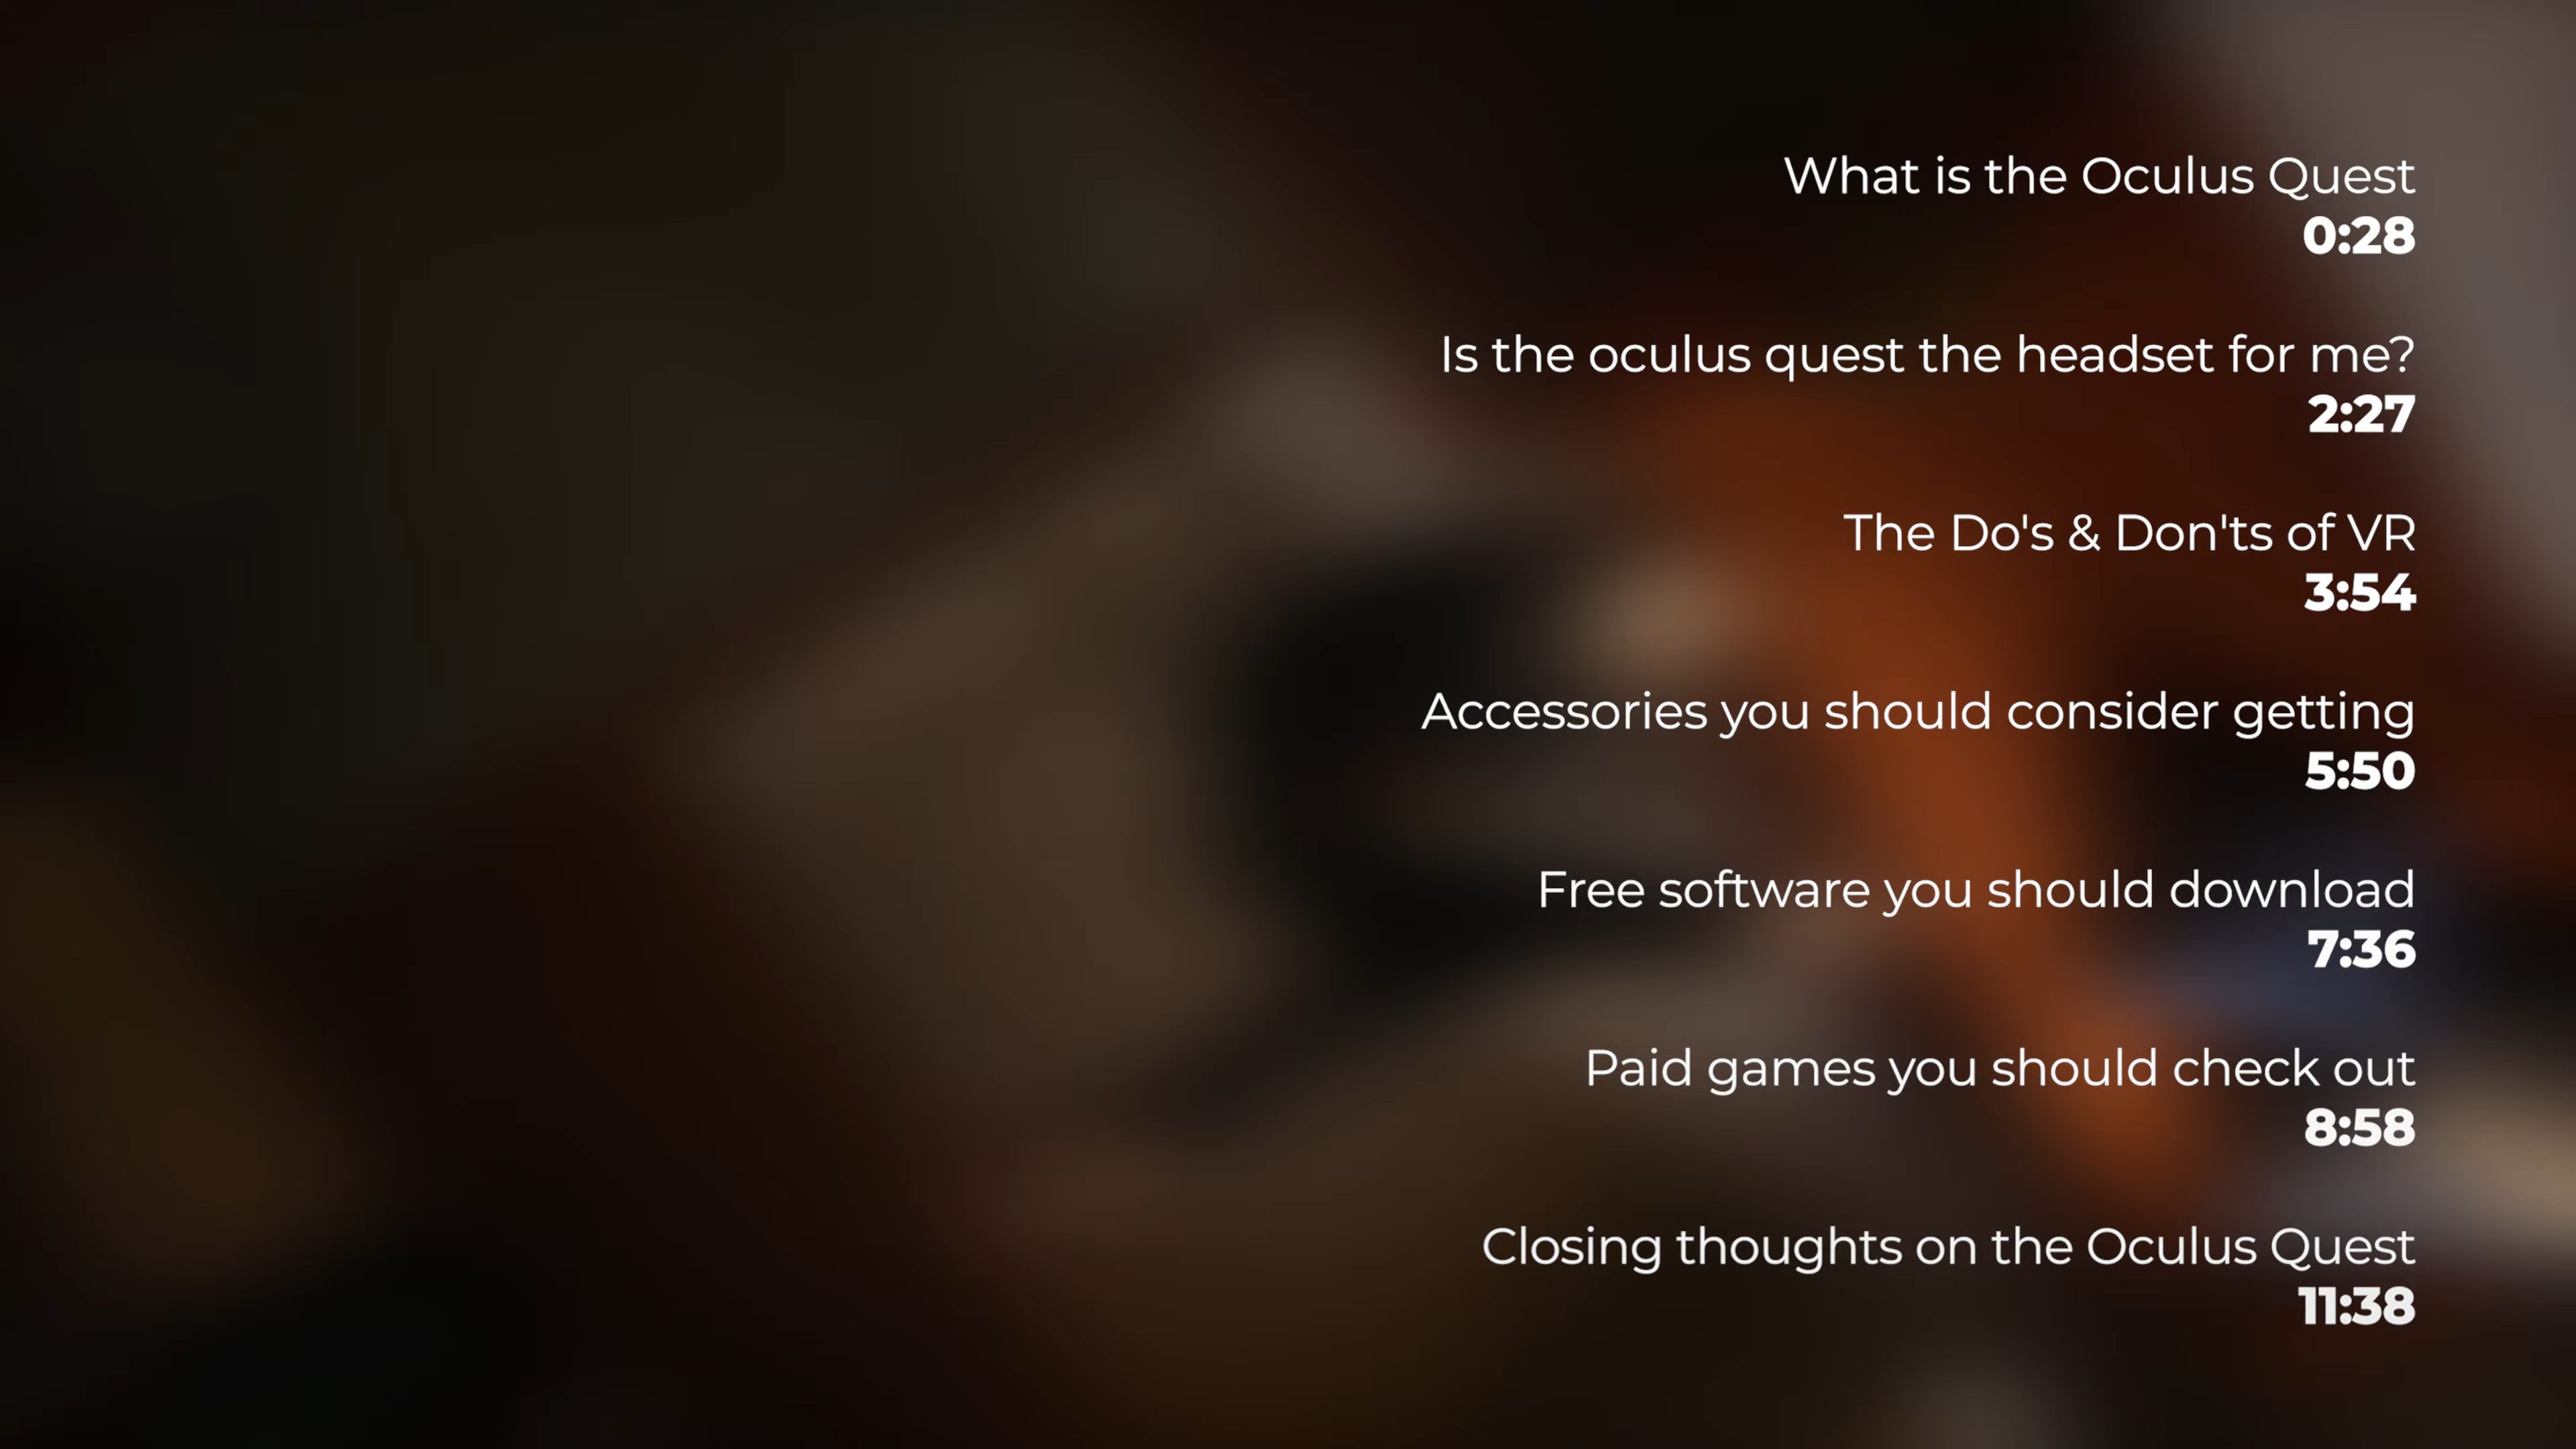 What is the Oculus Quest
0:28
Is the oculus quest the headset for me?
2:27
The Do's & Don'ts of VR
3:54
Accessories you should consider getting
5:50
Free software you should download
7:36
Paid games you should check out
8:58
Closing thoughts on the Oculus Quest
11:38